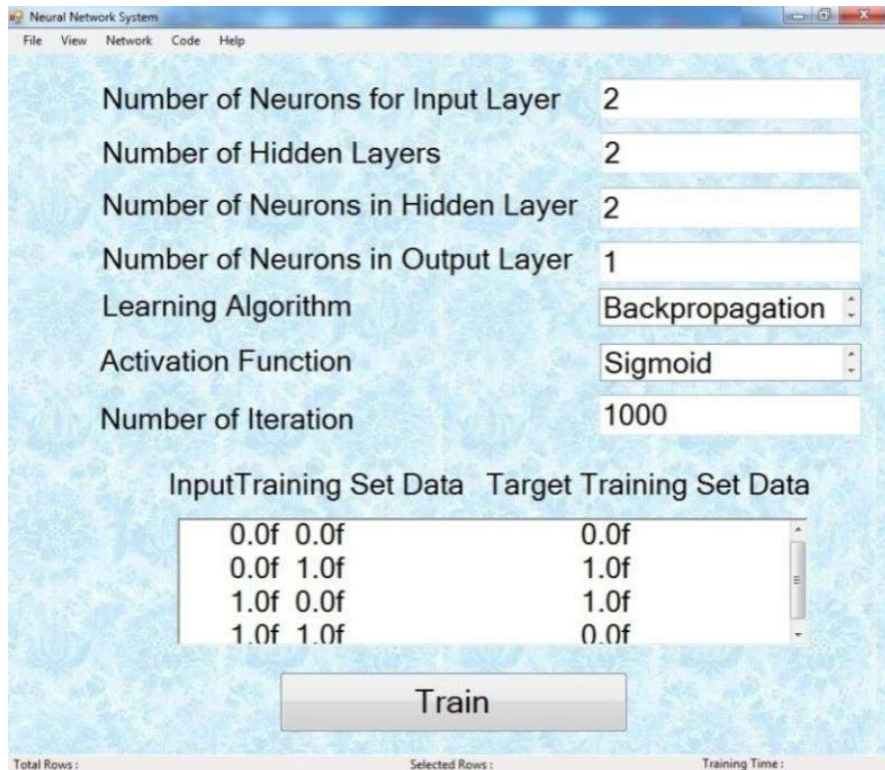 Neural Network System
File View Network Code Help
Number of Neurons for Input Layer 2
Number of Hidden Layers 2
Number of Neurons in Hidden Layer 2
Number of Neurons in Output Layer 1
Learning Algorithm Backpropagation
Activation Function Sigmoid
Number of Iteration 1000
InputTraining Set Data Target Training Set Data
0.0f 0.0f 0.0f
0.0f 1.0f 1.0f
1.0f 0.0f 1.0f
1.0f 1.0f 0.0f
Train
Total Rows : Selected Rows : Training Time :